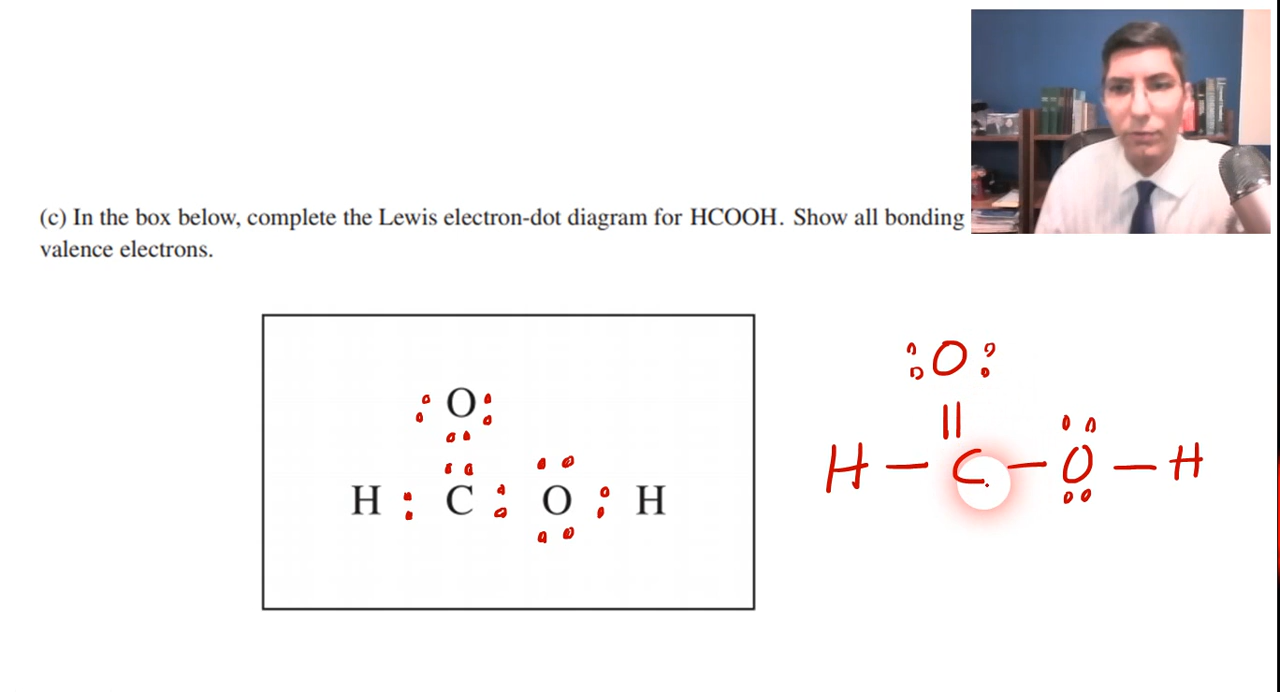 (c) In the box below, complete the Lewis electron-dot diagram for HCOOH. Show all bonding
valence electrons.
:O:
:O:
||
H : C : O : H
H – C – O – H